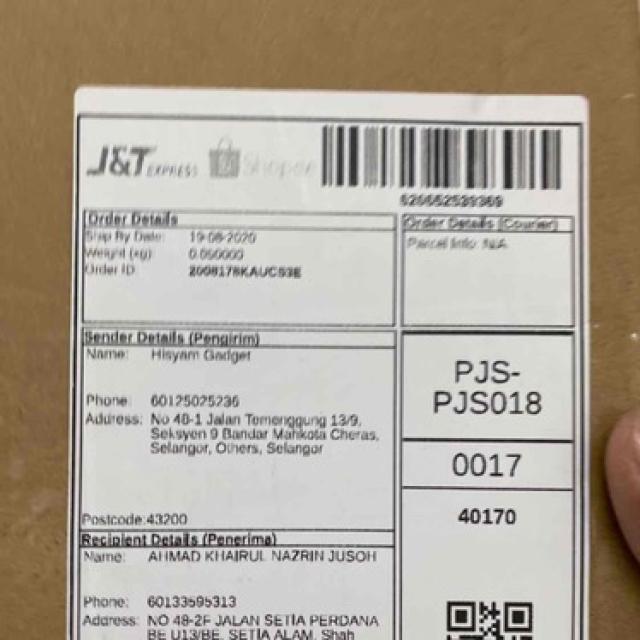 J&T EXPRESS Shopee
620652539369
Order Details
Order Details (Courier)
Ship By Date: 19-08-2020
Parcel Info: N/A
Weight (kg): 0.050000
Order ID: 2008178KAUCS3E
Sender Details (Pengirim)
Name: Hisyam Gadget
PJS-
PJS018
Phone: 60125025236
Address: No 48-1 Jalan Temenggung 13/9,
Seksyen 9 Bandar Mahkota Cheras,
Selangor, Others, Selangor
0017
Postcode: 43200
40170
Recipient Details (Penerima)
Name: AHMAD KHAIRUL NAZRIN JUSOH
Phone: 60133595313
Address: NO 48-2F JALAN SETIA PERDANA
BE U13/BE, SETIA ALAM, Shah